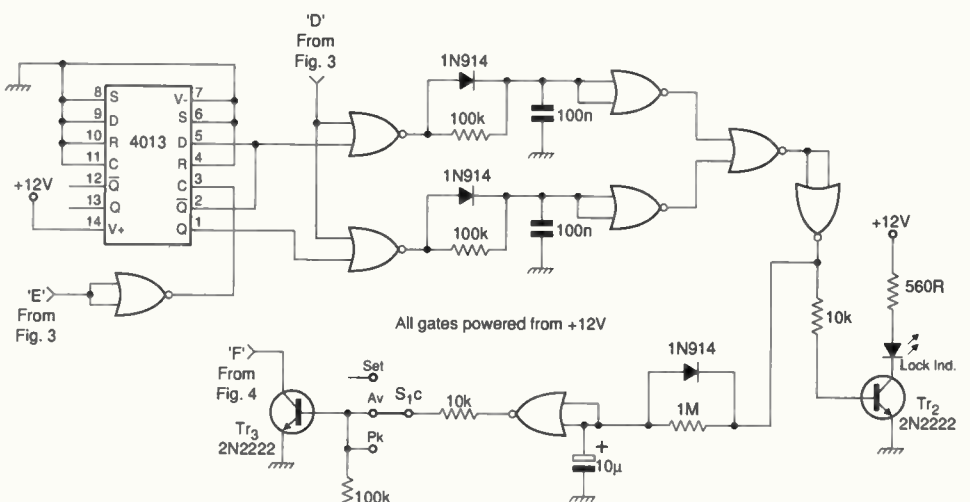 'D'
From
Fig. 3
1N914
100k
100n
8 S V- 7
9 D S 6
10 R D 5
4013
11 C R 4
12 Q̅ C 3
13 Q Q̅ 2
14 V+ Q 1
+12V
1N914
100k
100n
'E'
From
Fig. 3
All gates powered from +12V
+12V
560R
10k
Lock Ind.
Tr2
2N2222
'F'
From
Fig. 4
Set
Av
S1c
Pk
10k
1N914
1M
+
10μ
Tr3
2N2222
100k